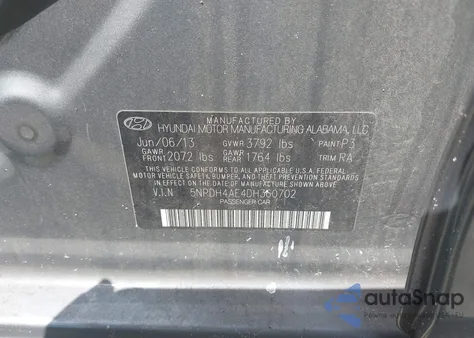 MANUFACTURED BY
HYUNDAI MOTOR MANUFACTURING ALABAMA, LLC
Jun/06/13 GVWR 3792 lbs PAINT P3
GAWR FRONT 2072 lbs GAWR REAR 1764 lbs TRIM RA
THIS VEHICLE CONFORMS TO ALL APPLICABLE U.S.A. FEDERAL
MOTOR VEHICLE SAFETY, BUMPER, AND THEFT PREVENTION STANDARDS
IN EFFECT ON THE DATE OF MANUFACTURE SHOWN ABOVE.
V.I.N 5NPDH4AE4DH350702
PASSENGER CAR
autoSnap